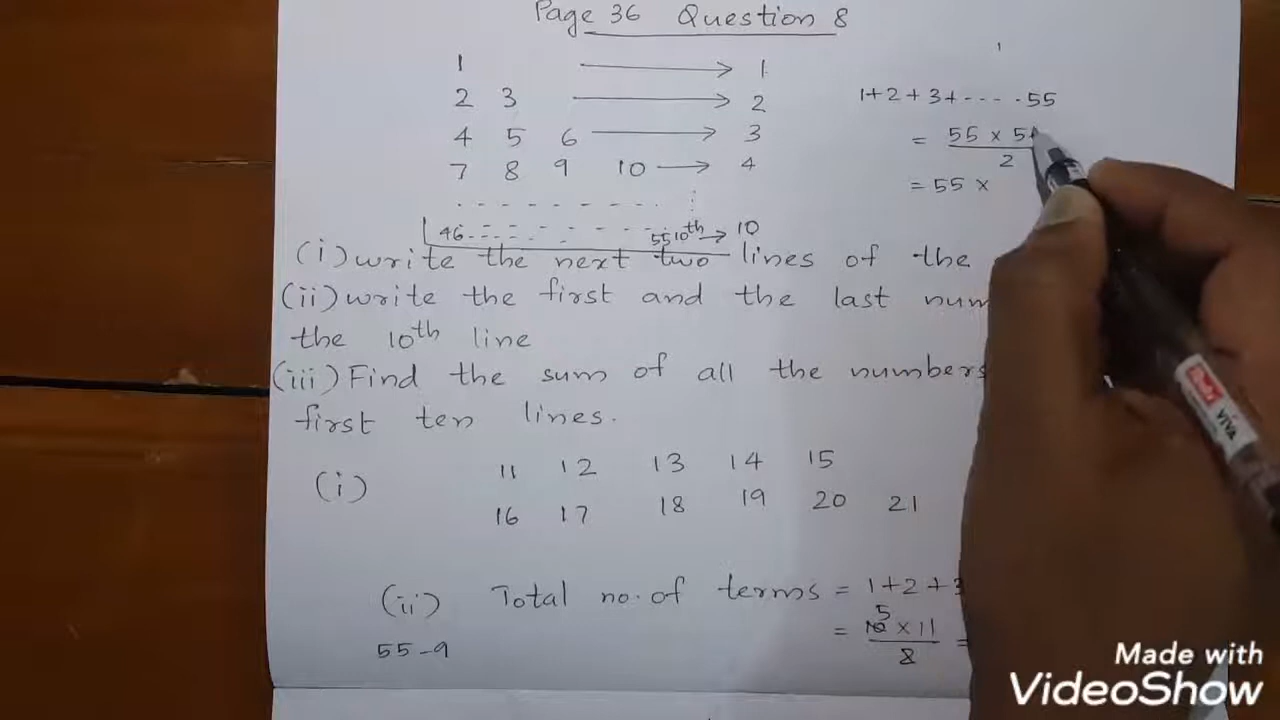 Page 36 Question 8
1 → 1
2 3 → 2
4 5 6 → 3
7 8 9 10 → 4
46 - - - - - - 55 10th → 10
1+2+3+- - - - .55
= 55 × 5
2
= 55 ×
(i) write the next two lines of the
(ii) write the first and the last num
the 10th line
(iii) Find the sum of all the numbers
first ten lines.
(i) 11 12 13 14 15
16 17 18 19 20 21
(ii) Total no. of terms = 1+2+3
5
= 10 × 11 =
8
55-9
Reliable VIVA
Made with
VideoShow